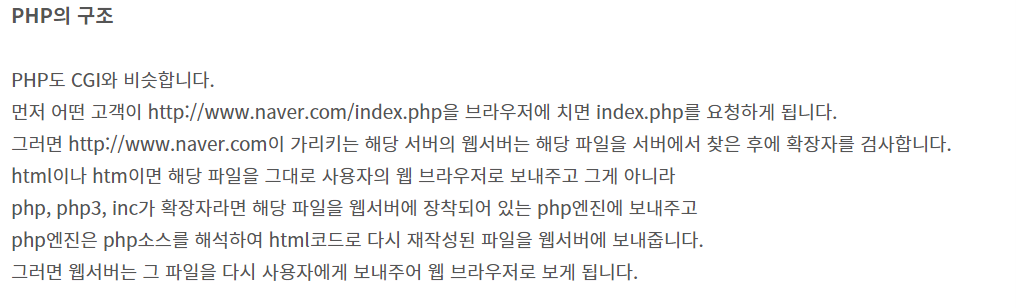 PHP의 구조
PHP도 CGI와 비슷합니다.
먼저 어떤 고객이 http://www.naver.com/index.php을 브라우저에 치면 index.php를 요청하게 됩니다.
그러면 http://www.naver.com이 가리키는 해당 서버의 웹서버는 해당 파일을 서버에서 찾은 후에 확장자를 검사합니다.
html이나 htm이면 해당 파일을 그대로 사용자의 웹 브라우저로 보내주고 그게 아니라
php, php3, inc가 확장자라면 해당 파일을 웹서버에 장착되어 있는 php엔진에 보내주고
php엔진은 php소스를 해석하여 html코드로 다시 재작성된 파일을 웹서버에 보내줍니다.
그러면 웹서버는 그 파일을 다시 사용자에게 보내주어 웹 브라우저로 보게 됩니다.